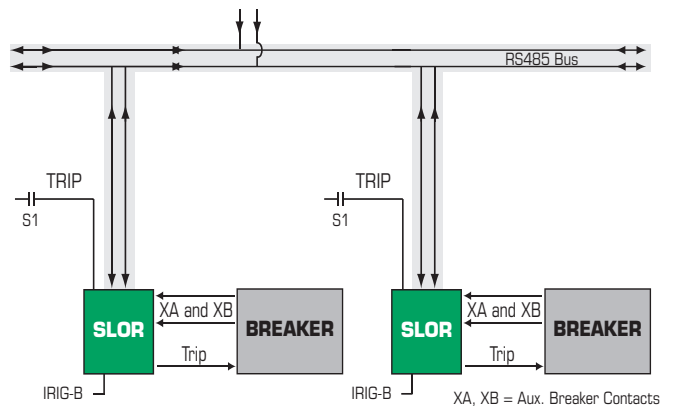 RS485 Bus
TRIP
S1
TRIP
S1
SLOR
XA and XB
Trip
BREAKER
SLOR
XA and XB
Trip
BREAKER
IRIG-B
IRIG-B
XA, XB = Aux. Breaker Contacts